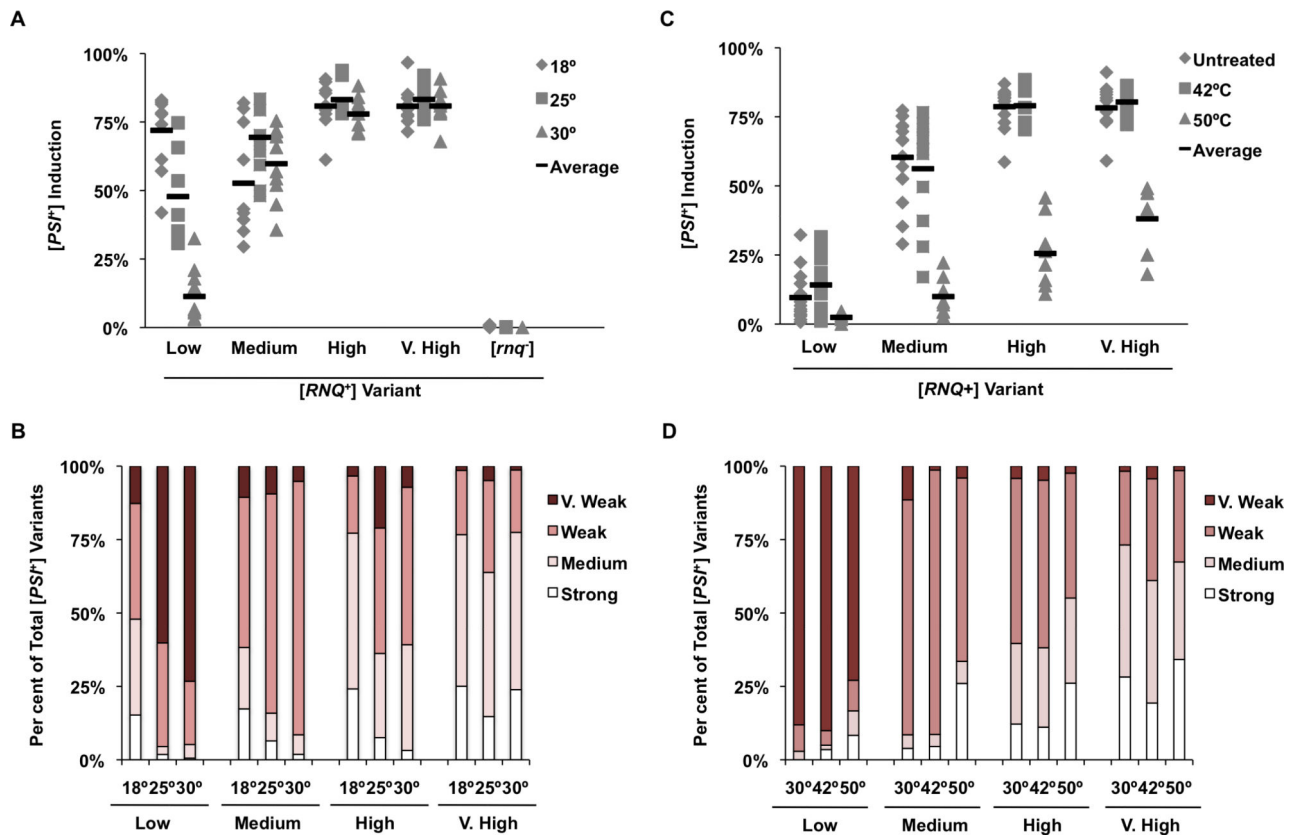 A
[PSI⁺] Induction
100%
75%
50%
25%
0%
18º
25º
30º
Average
Low Medium High V. High [rnq⁻]
[RNQ⁺] Variant
C
[PSI⁺] Induction
100%
75%
50%
25%
0%
Untreated
42ºC
50ºC
Average
Low Medium High V. High
[RNQ+] Variant
B
Per cent of Total [PSI⁺] Variants
100%
75%
50%
25%
0%
V. Weak
Weak
Medium
Strong
18º25º30º 18º25º30º 18º25º30º 18º25º30º
Low Medium High V. High
D
Per cent of Total [PSI⁺] Variants
100%
75%
50%
25%
0%
V. Weak
Weak
Medium
Strong
30º42º50º 30º42º50º 30º42º50º 30º42º50º
Low Medium High V. High